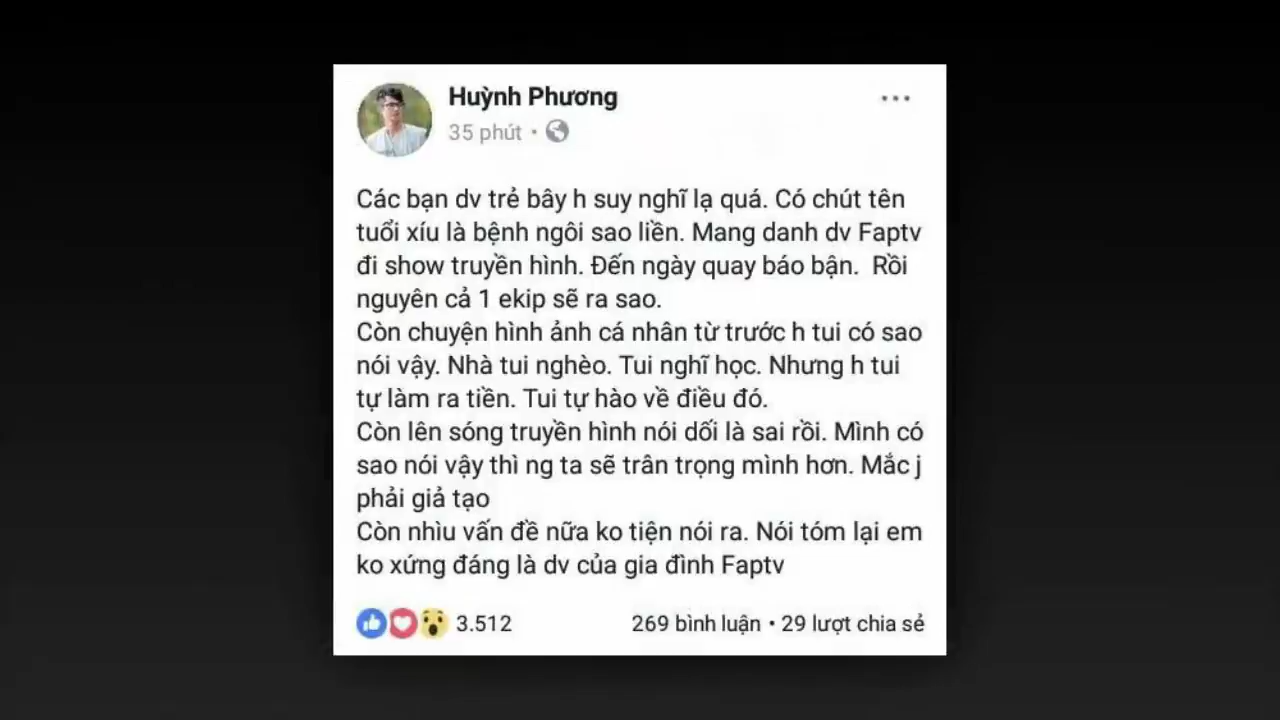 Huỳnh Phương
35 phút •
Các bạn dv trẻ bây h suy nghĩ lạ quá. Có chút tên
tuổi xíu là bệnh ngôi sao liền. Mang danh dv Faptv
đi show truyền hình. Đến ngày quay báo bận.  Rồi
nguyên cả 1 ekip sẽ ra sao.
Còn chuyện hình ảnh cá nhân từ trước h tui có sao
nói vậy. Nhà tui nghèo. Tui nghĩ học. Nhưng h tui
tự làm ra tiền. Tui tự hào về điều đó.
Còn lên sóng truyền hình nói dối là sai rồi. Mình có
sao nói vậy thì ng ta sẽ trân trọng mình hơn. Mắc j
phải giả tạo
Còn nhìu vấn đề nữa ko tiện nói ra. Nói tóm lại em
ko xứng đáng là dv của gia đình Faptv
3.512 269 bình luận • 29 lượt chia sẻ